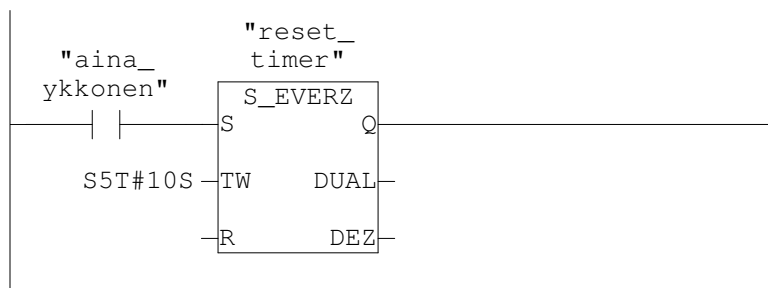 "reset_
timer"
"aina_
ykkonen"
S_EVERZ
S Q
S5T#10S TW DUAL
R DEZ